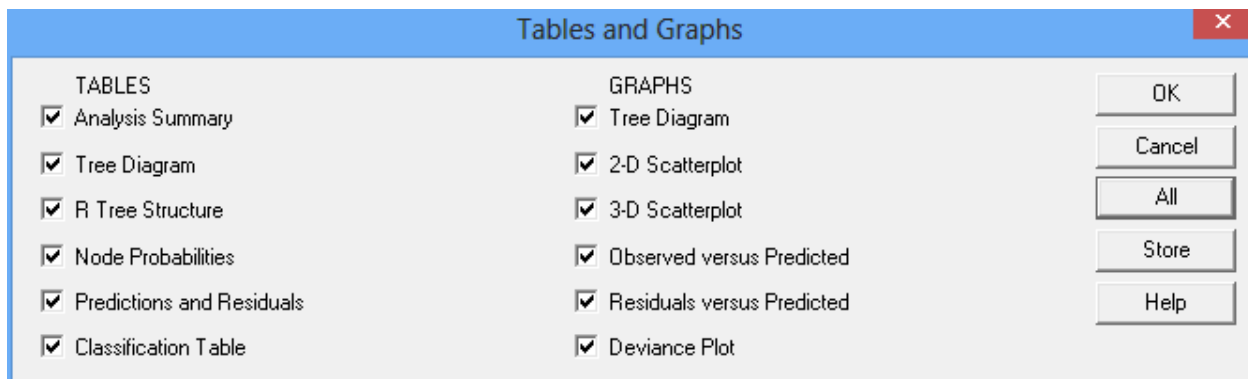 Tables and Graphs
TABLES
Analysis Summary
Tree Diagram
R Tree Structure
Node Probabilities
Predictions and Residuals
Classification Table
GRAPHS
Tree Diagram
2-D Scatterplot
3-D Scatterplot
Observed versus Predicted
Residuals versus Predicted
Deviance Plot
OK
Cancel
All
Store
Help